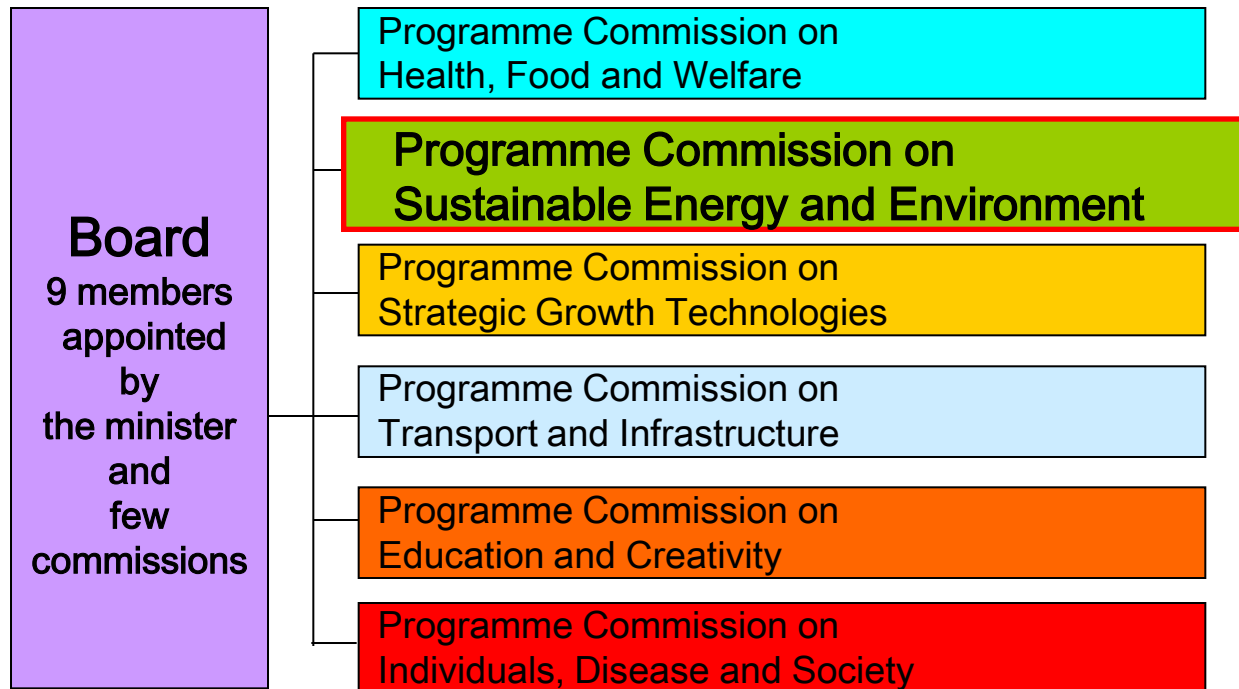 Board
9 members
appointed
by
the minister
and
few
commissions
Programme Commission on
Health, Food and Welfare
Programme Commission on
Sustainable Energy and Environment
Programme Commission on
Strategic Growth Technologies
Programme Commission on
Transport and Infrastructure
Programme Commission on
Education and Creativity
Programme Commission on
Individuals, Disease and Society